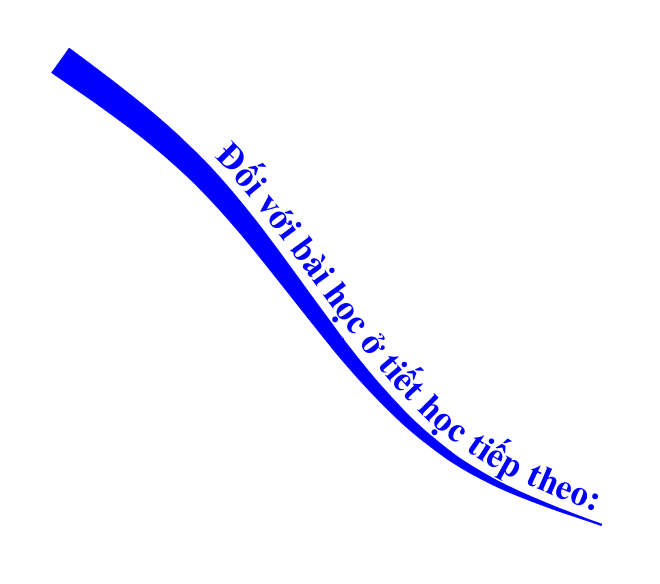 Đối với bài học ở tiết học tiếp theo: